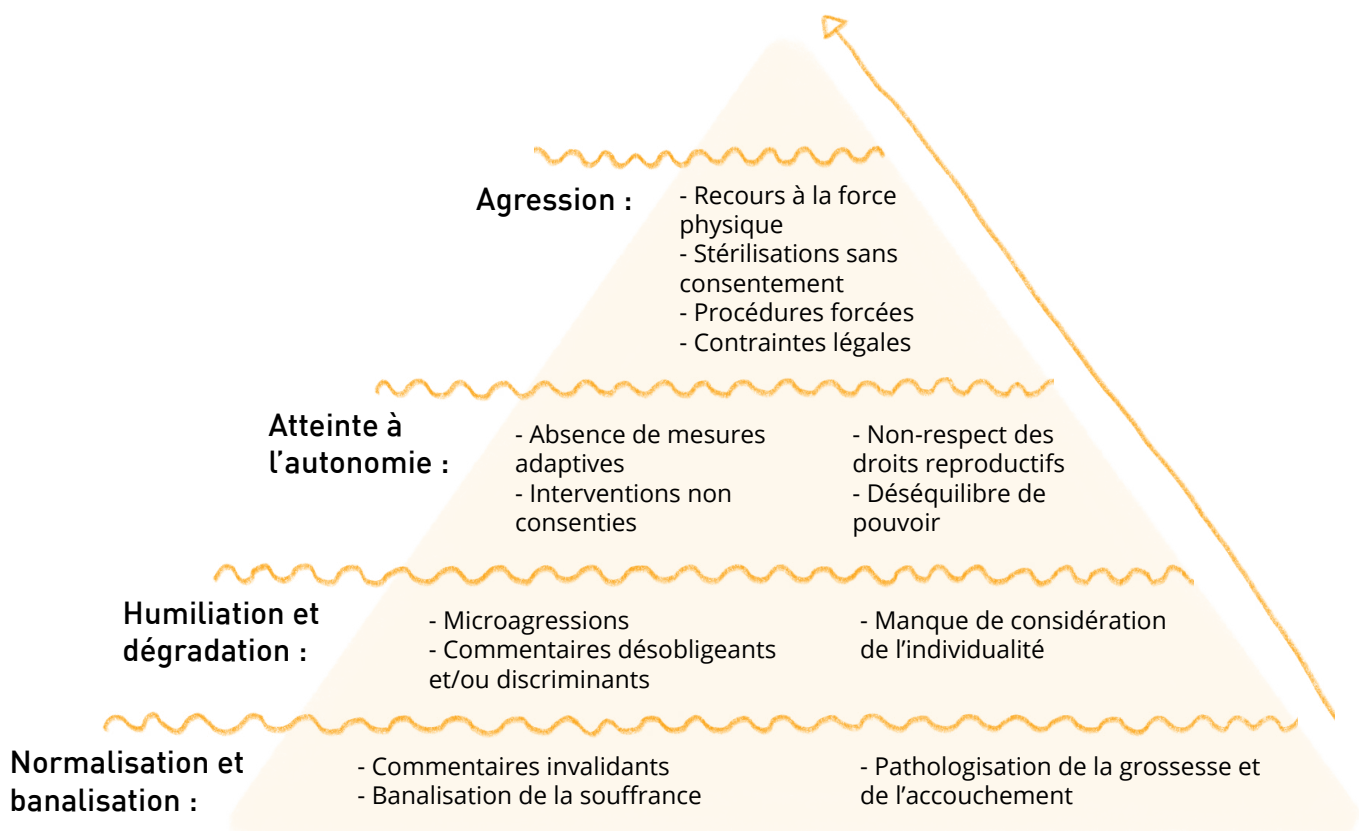 Agression :
- Recours à la force
physique
- Stérilisations sans
consentement
- Procédures forcées
- Contraintes légales
Atteinte à
l’autonomie :
- Absence de mesures
adaptives
- Interventions non
consenties
- Non-respect des
droits reproductifs
- Déséquilibre de
pouvoir
Humiliation et
dégradation :
- Microagressions
- Commentaires désobligeants
et/ou discriminants
- Manque de considération
de l’individualité
Normalisation et
banalisation :
- Commentaires invalidants
- Banalisation de la souffrance
- Pathologisation de la grossesse et
de l’accouchement